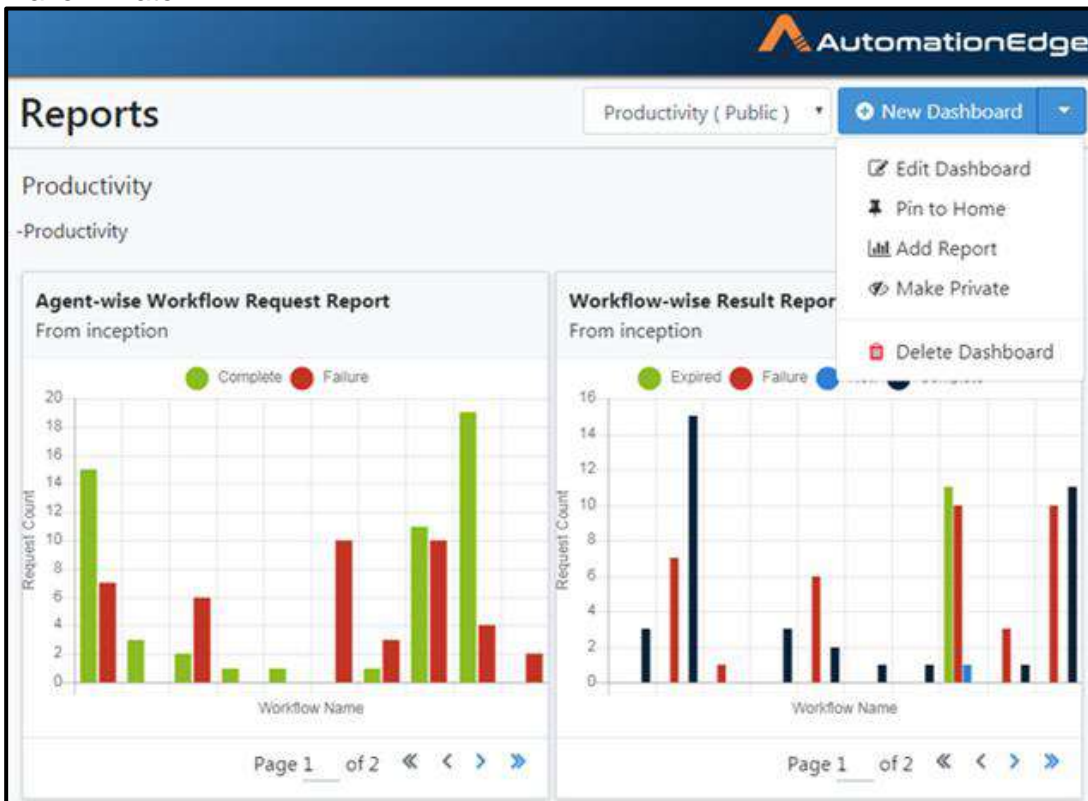 AutomationEdge
Reports
Productivity ( Public )
New Dashboard
Edit Dashboard
Pin to Home
Add Report
Make Private
Delete Dashboard
Productivity
-Productivity
Agent-wise Workflow Request Report
From inception
Complete Failure
20
18
16
14
12
10
8
6
4
2
0
Request Count
Workflow Name
Page 1 of 2
Workflow-wise Result Repor
From inception
Expired Failure
16
14
12
10
8
6
4
2
0
Request Count
Workflow Name
Page 1 of 2